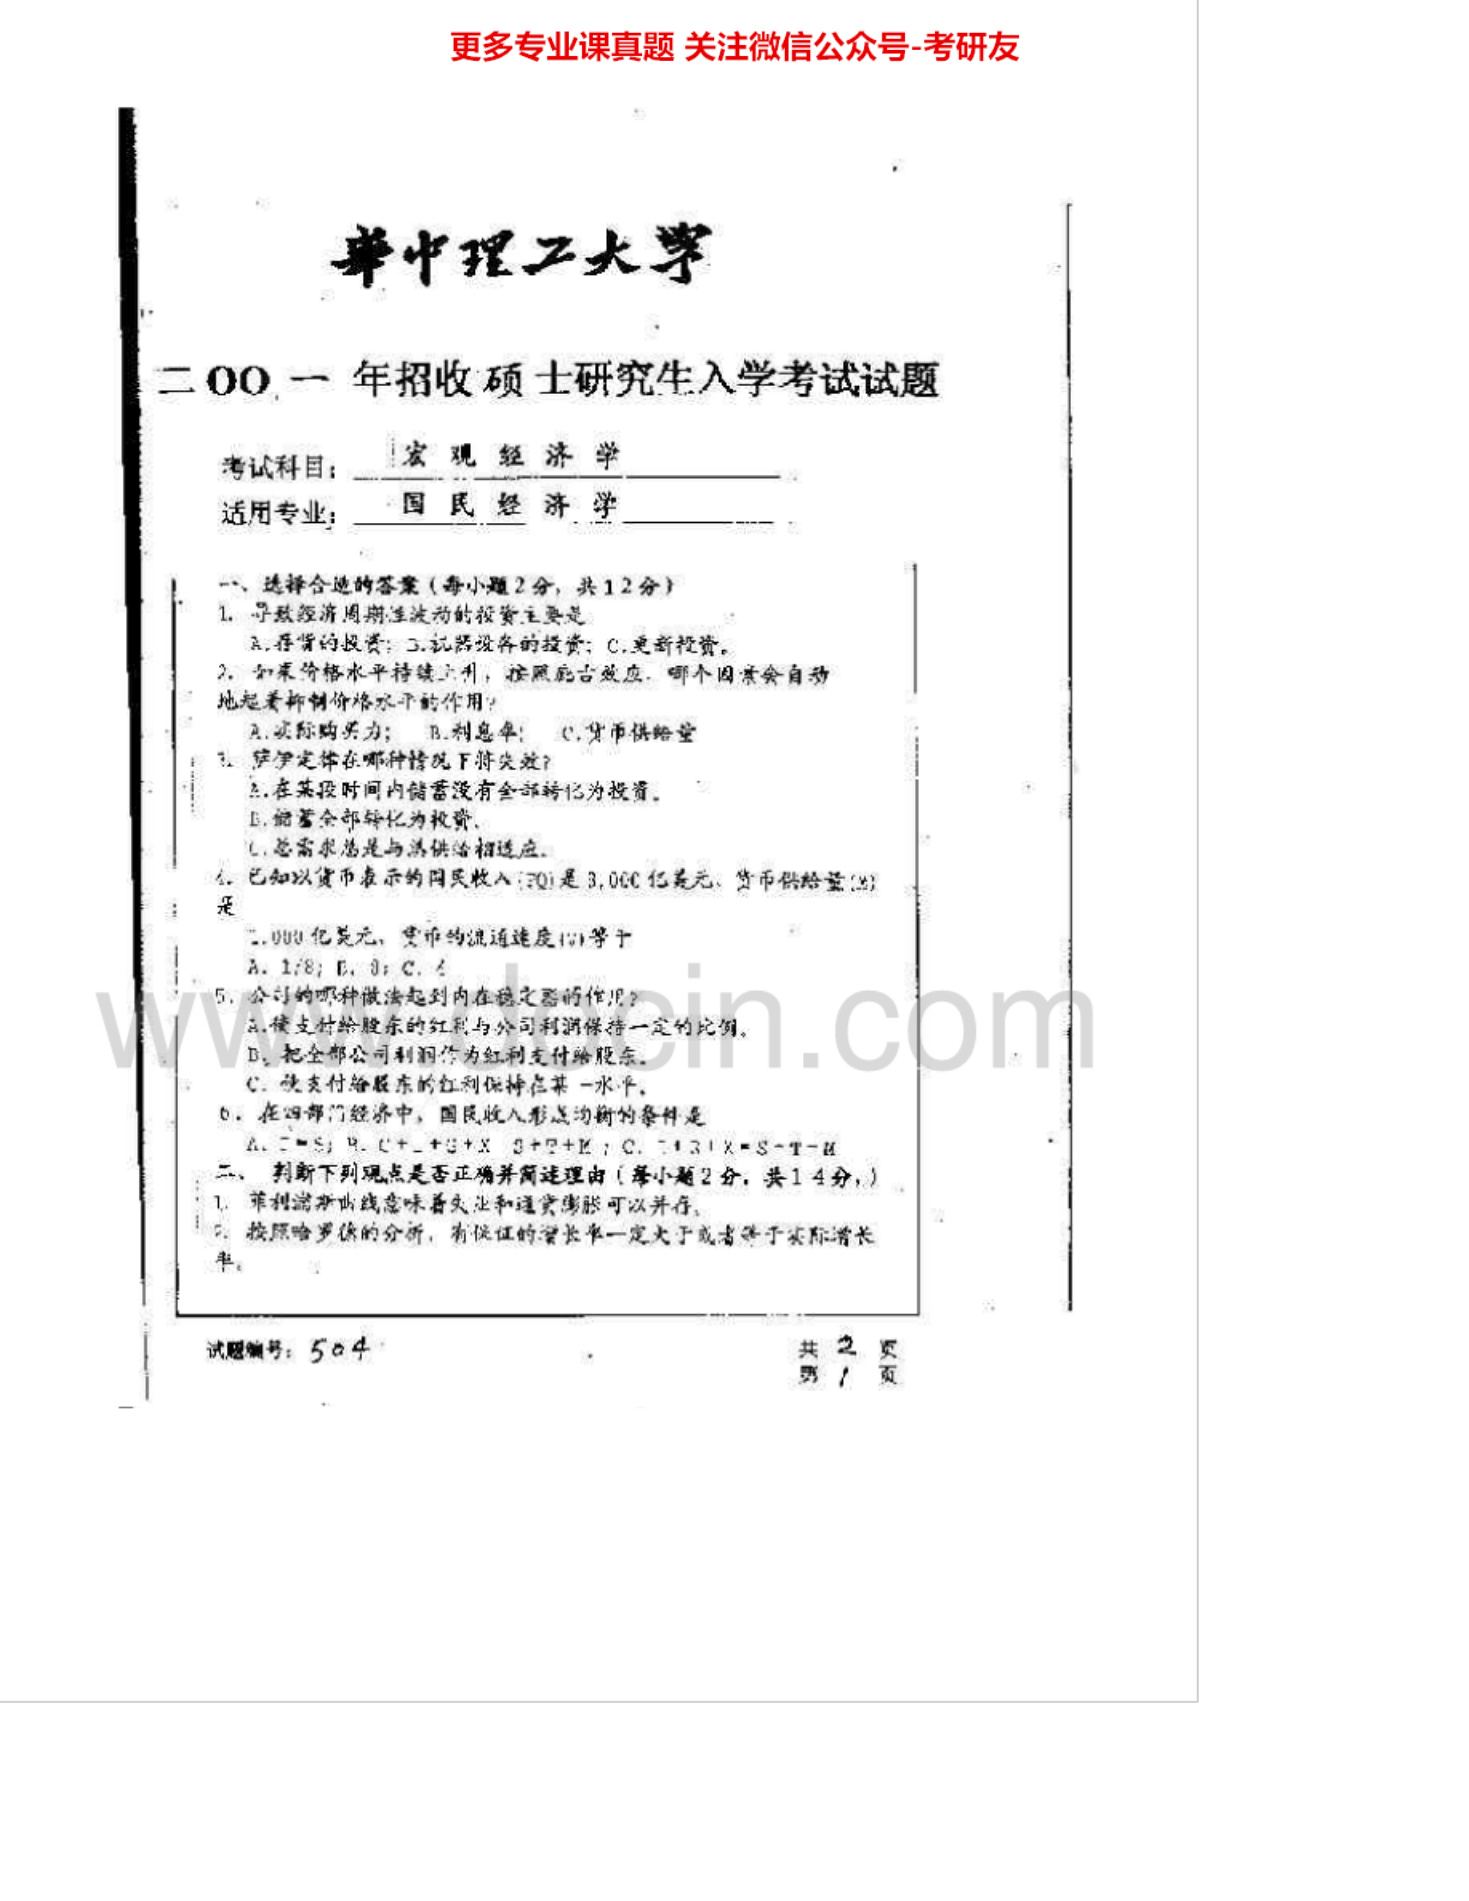 更多专业课真题 关注微信公众号-考研友
華中理工大学
二OO一 年招收硕士研究生入学考试试题
考试科目: 宏观经济学
适用专业: 国民经济学
一、选择合适的答案(每小题2分,共12分)
1. 导致经济周期性波动的投资主要是
A.存货的投资; B.机器设备的投资; C.更新投资。
2. 如果价格水平持续上升,按照庇古效应,哪个因素会自动
地起着抑制价格水平的作用?
A.实际购买力; B.利息率; C.货币供给量
3. 萨伊定律在哪种情况下将失效?
A.在某段时间内储蓄没有全部转化为投资。
B.储蓄全部转化为投资。
C.总需求总是与总供给相适应。
4. 已知以货币表示的国民收入(PQ)是 8,000 亿美元、货币供给量(M)
是
.000 亿美元、货币的流通速度(V)等于
A. 1/8; B. 8; C. 4
5. 公司的哪种做法起到内在稳定器的作用?
A.使支付给股东的红利与公司利润保持一定的比例。
B. 把全部公司利润作为红利支付给股东。
C. 使支付给股东的红利保持在某一水平。
6. 在四部门经济中,国民收入形成均衡的条件是
A. I=S; B. C+I+G+X S+T+M; C. I+G+X=S-T-M
二、 判断下列观点是否正确并简述理由(每小题2分,共14分,)
1. 菲利浦斯曲线意味着失业和通货膨胀可以并存。
2. 按照哈罗德的分析,有保证的增长率一定大于或者等于实际增长
率。
试题编号: 504
共 2 页
第 1 页
www.docin.com